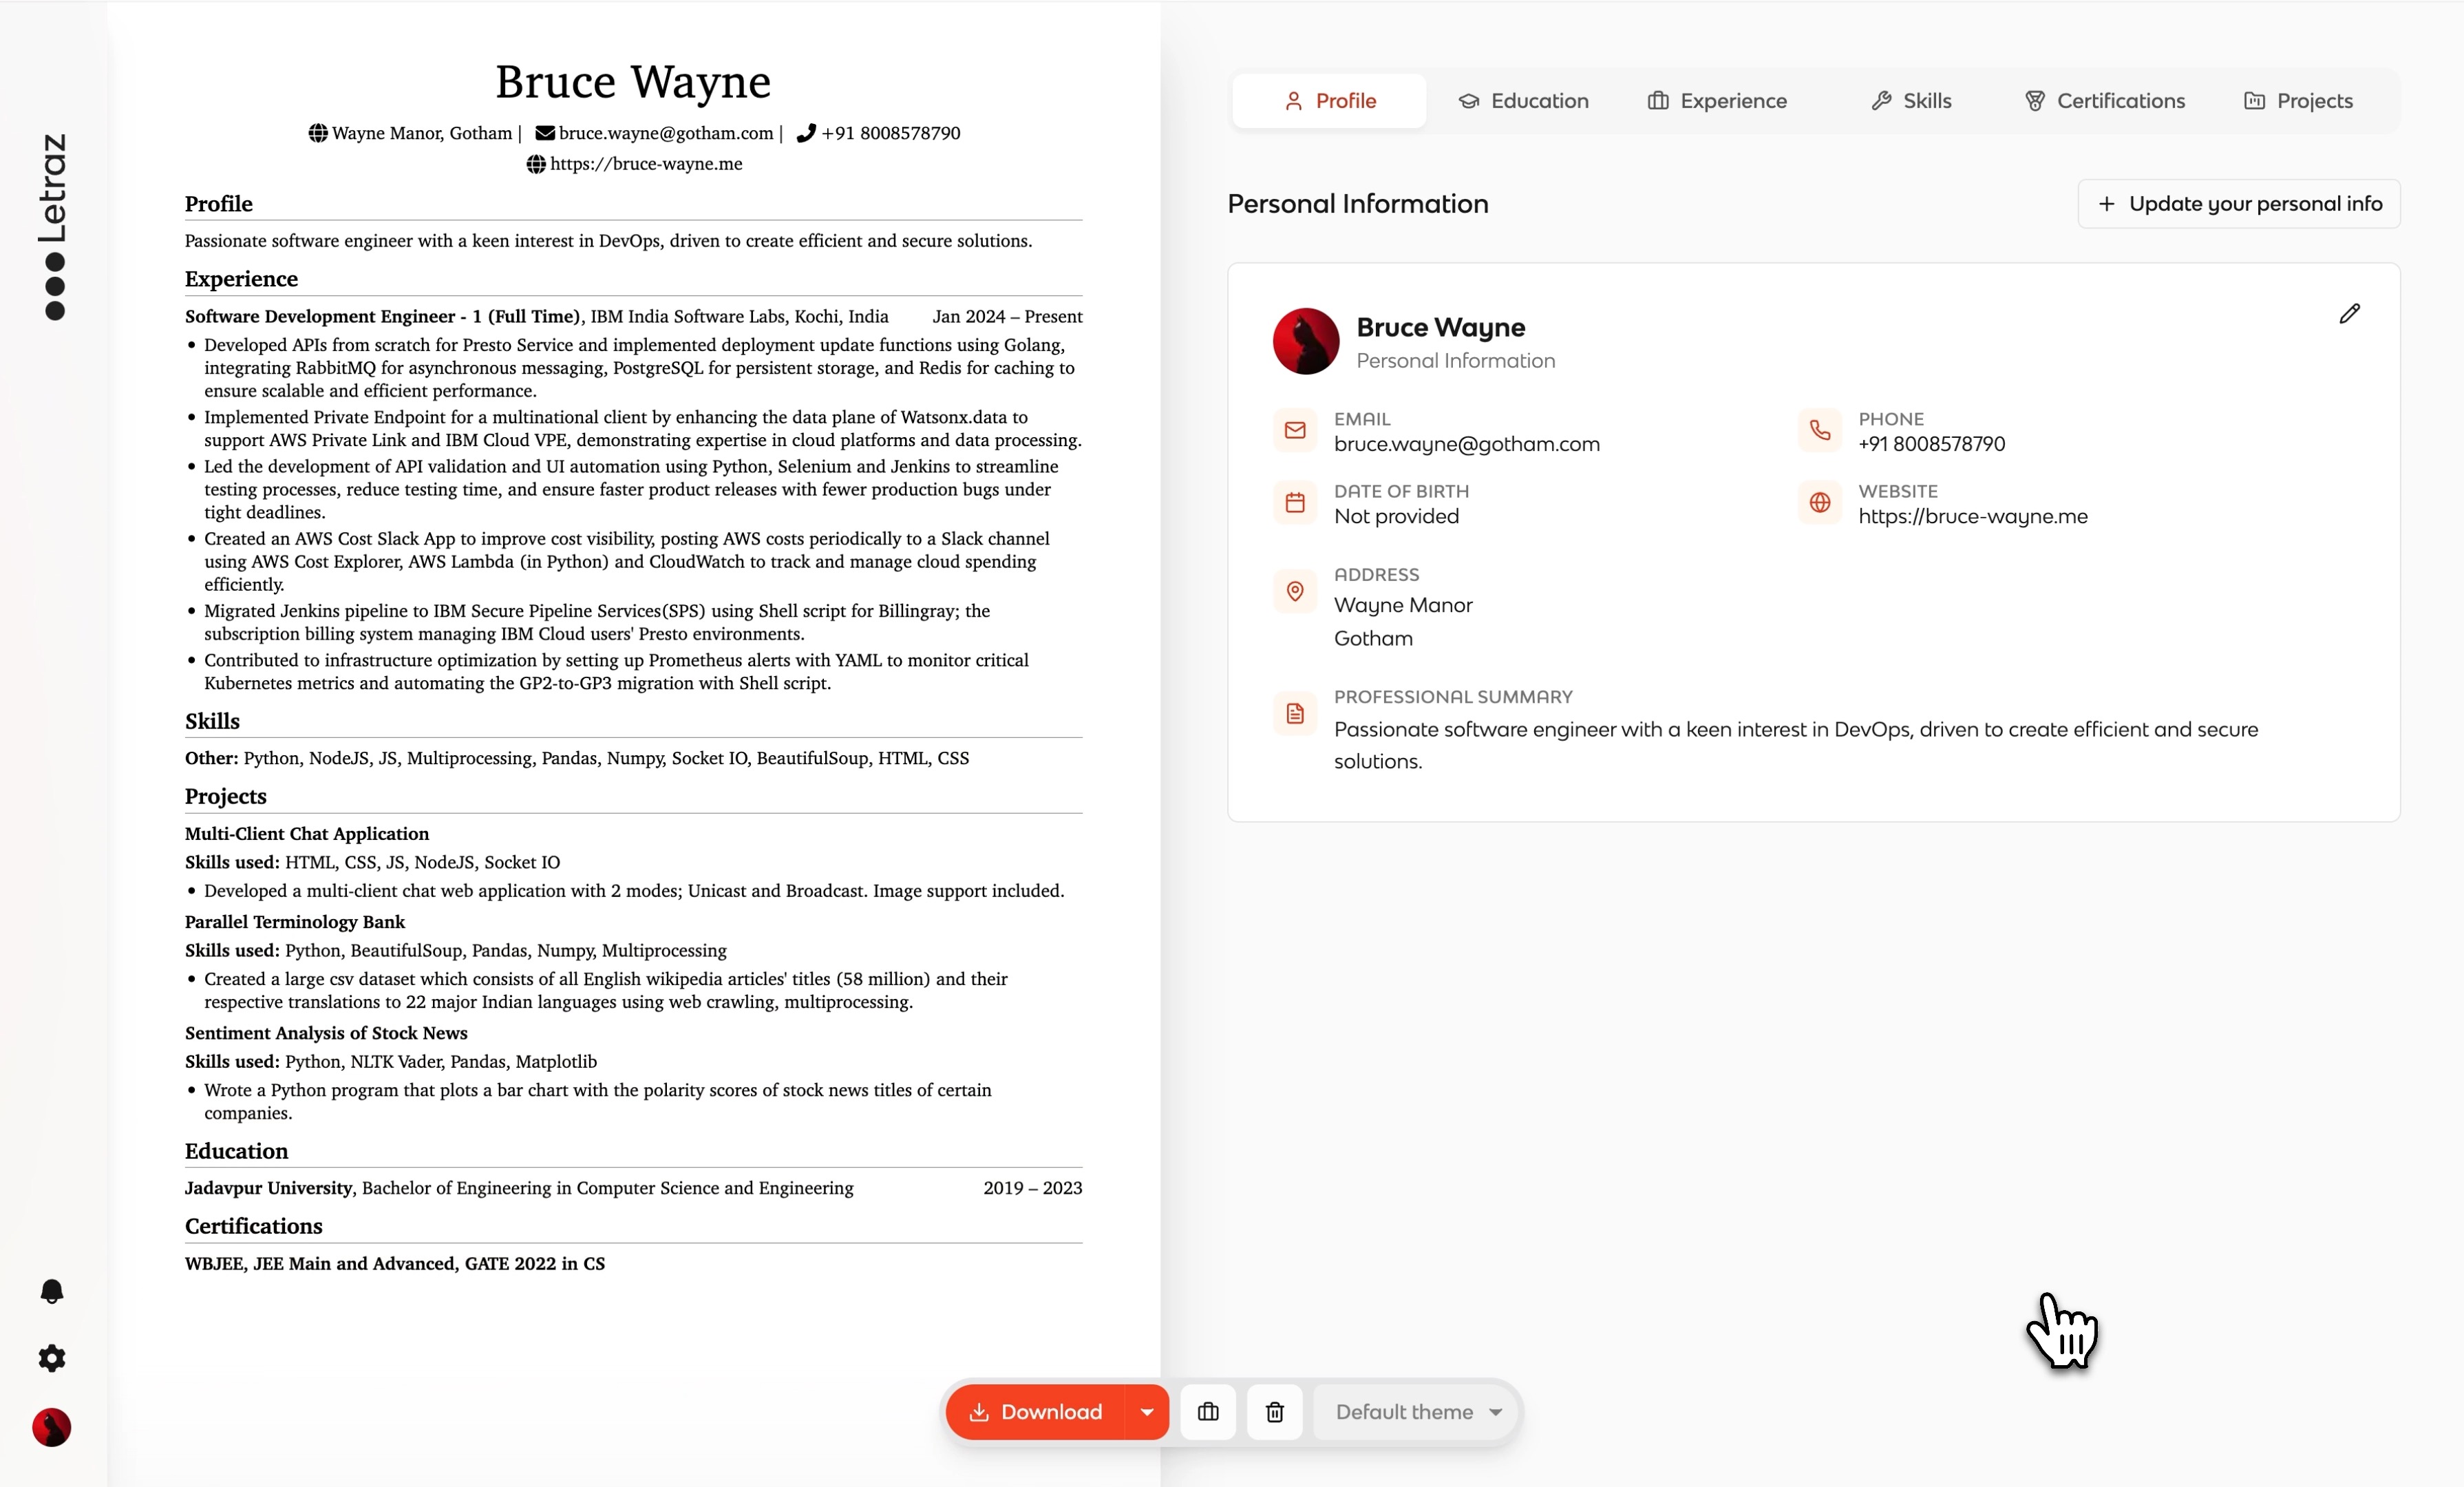 Letraz
Bruce Wayne
Wayne Manor, Gotham | bruce.wayne@gotham.com | +91 8008578790
https://bruce-wayne.me
Profile
Passionate software engineer with a keen interest in DevOps, driven to create efficient and secure solutions.
Experience
Software Development Engineer - 1 (Full Time), IBM India Software Labs, Kochi, India Jan 2024 – Present
• Developed APIs from scratch for Presto Service and implemented deployment update functions using Golang,
integrating RabbitMQ for asynchronous messaging, PostgreSQL for persistent storage, and Redis for caching to
ensure scalable and efficient performance.
• Implemented Private Endpoint for a multinational client by enhancing the data plane of Watsonx.data to
support AWS Private Link and IBM Cloud VPE, demonstrating expertise in cloud platforms and data processing.
• Led the development of API validation and UI automation using Python, Selenium and Jenkins to streamline
testing processes, reduce testing time, and ensure faster product releases with fewer production bugs under
tight deadlines.
• Created an AWS Cost Slack App to improve cost visibility, posting AWS costs periodically to a Slack channel
using AWS Cost Explorer, AWS Lambda (in Python) and CloudWatch to track and manage cloud spending
efficiently.
• Migrated Jenkins pipeline to IBM Secure Pipeline Services(SPS) using Shell script for Billingray; the
subscription billing system managing IBM Cloud users' Presto environments.
• Contributed to infrastructure optimization by setting up Prometheus alerts with YAML to monitor critical
Kubernetes metrics and automating the GP2-to-GP3 migration with Shell script.
Skills
Other: Python, NodeJS, JS, Multiprocessing, Pandas, Numpy, Socket IO, BeautifulSoup, HTML, CSS
Projects
Multi-Client Chat Application
Skills used: HTML, CSS, JS, NodeJS, Socket IO
• Developed a multi-client chat web application with 2 modes; Unicast and Broadcast. Image support included.
Parallel Terminology Bank
Skills used: Python, BeautifulSoup, Pandas, Numpy, Multiprocessing
• Created a large csv dataset which consists of all English wikipedia articles' titles (58 million) and their
respective translations to 22 major Indian languages using web crawling, multiprocessing.
Sentiment Analysis of Stock News
Skills used: Python, NLTK Vader, Pandas, Matplotlib
• Wrote a Python program that plots a bar chart with the polarity scores of stock news titles of certain
companies.
Education
Jadavpur University, Bachelor of Engineering in Computer Science and Engineering 2019 – 2023
Certifications
WBJEE, JEE Main and Advanced, GATE 2022 in CS
Profile Education Experience Skills Certifications Projects
Personal Information
+ Update your personal info
Bruce Wayne
Personal Information
EMAIL
bruce.wayne@gotham.com
PHONE
+91 8008578790
DATE OF BIRTH
Not provided
WEBSITE
https://bruce-wayne.me
ADDRESS
Wayne Manor
Gotham
PROFESSIONAL SUMMARY
Passionate software engineer with a keen interest in DevOps, driven to create efficient and secure
solutions.
Download
Default theme